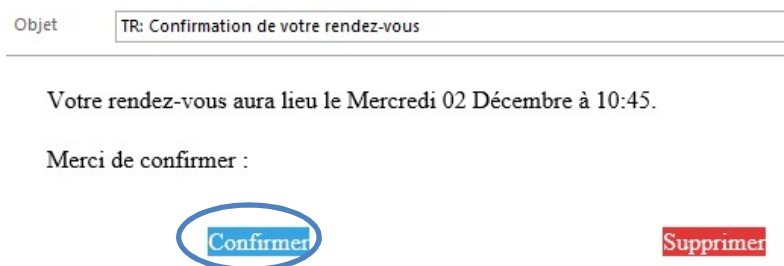 Objet TR: Confirmation de votre rendez-vous
Votre rendez-vous aura lieu le Mercredi 02 Décembre à 10:45.
Merci de confirmer :
Confirmer Supprimer